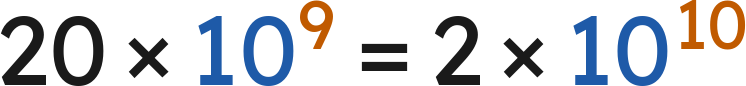 20 × 10⁹ = 2 × 10¹⁰